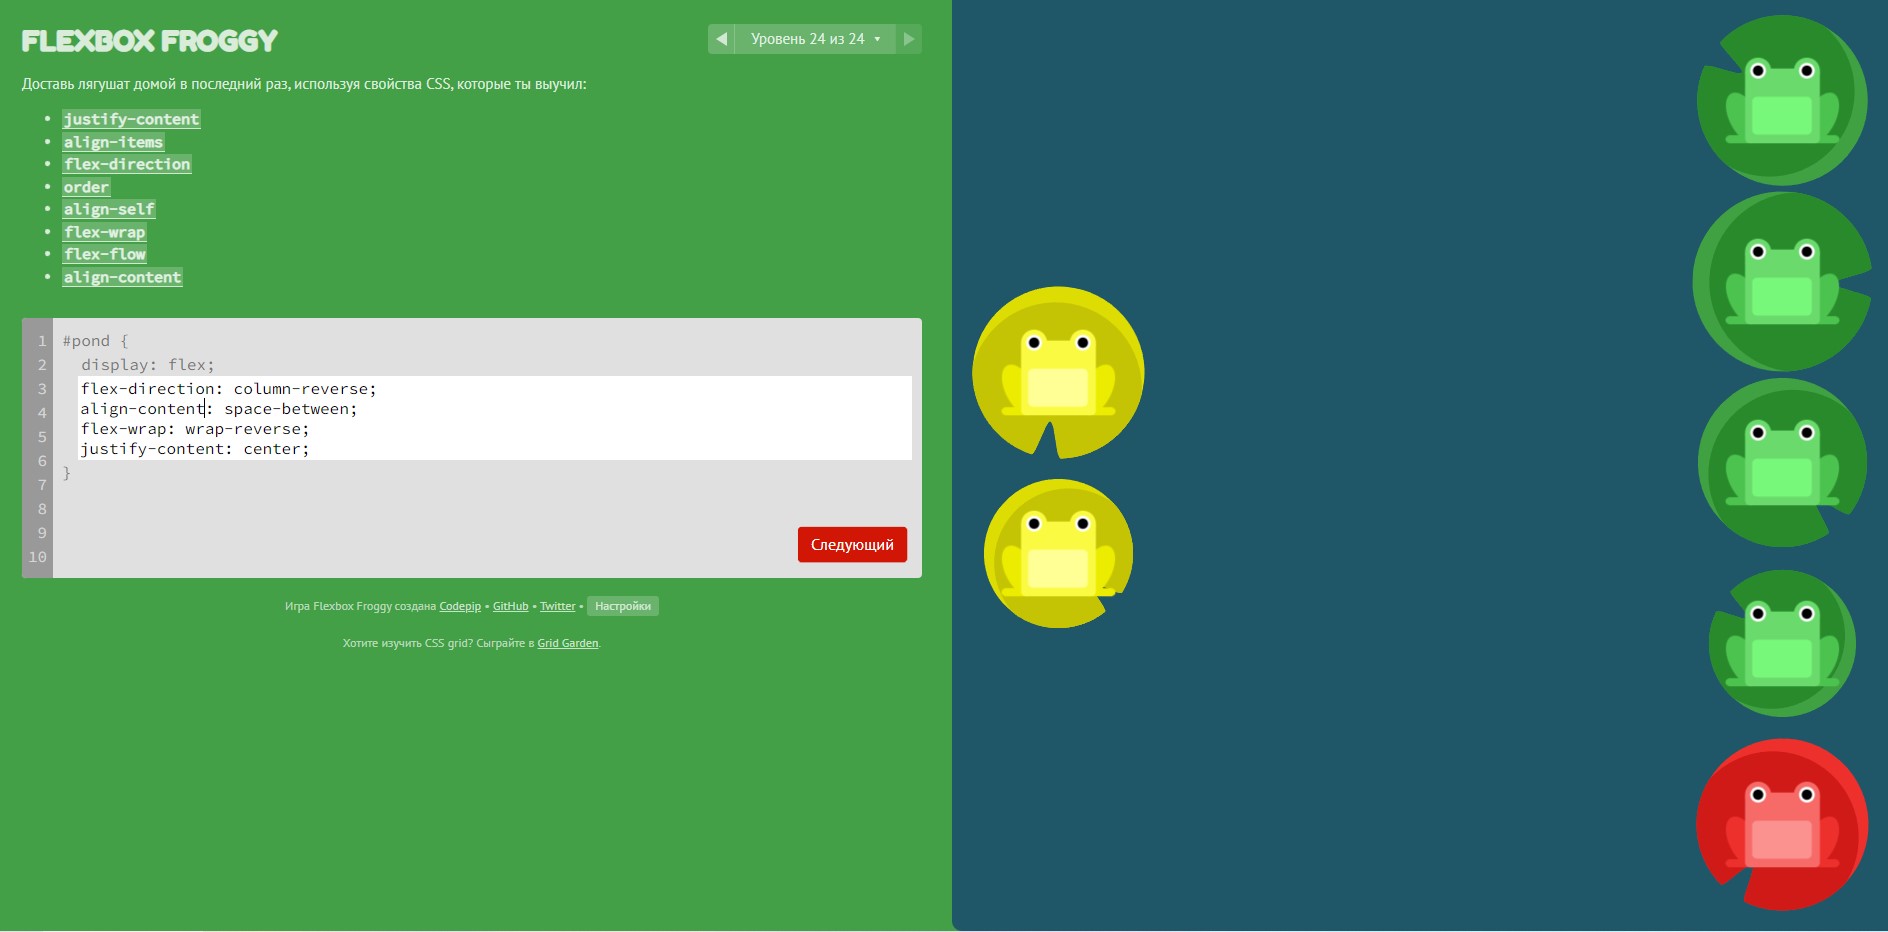 FLEXBOX FROGGY
Уровень 24 из 24
Доставь лягушат домой в последний раз, используя свойства CSS, которые ты выучил:
• justify-content
• align-items
• flex-direction
• order
• align-self
• flex-wrap
• flex-flow
• align-content
1 #pond {
2 display: flex;
3 flex-direction: column-reverse;
4 align-content: space-between;
5 flex-wrap: wrap-reverse;
6 justify-content: center;
7 }
8
9
10
Следующий
Игра Flexbox Froggy создана Codepip • GitHub • Twitter • Настройки
Хотите изучить CSS grid? Сыграйте в Grid Garden.